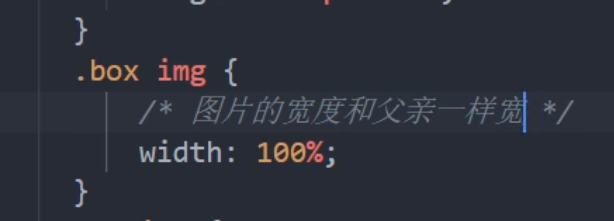 }
.box img {
/* 图片的宽度和父亲一样宽 */
width: 100%;
}